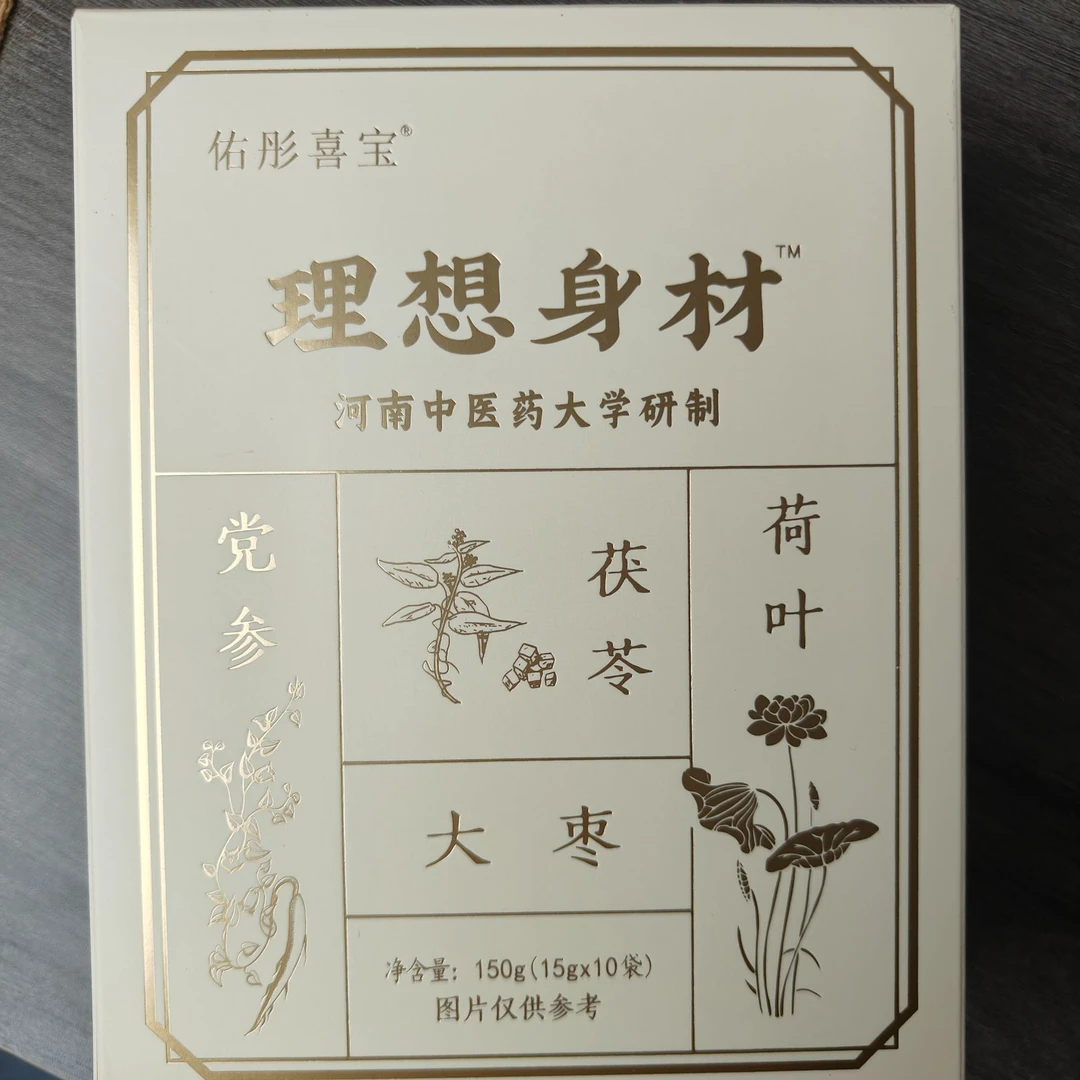 佑彤喜宝®
理想身材™
河南中医药大学研制
党参
茯苓
荷叶
大枣
净含量：150g(15gx10袋)
图片仅供参考